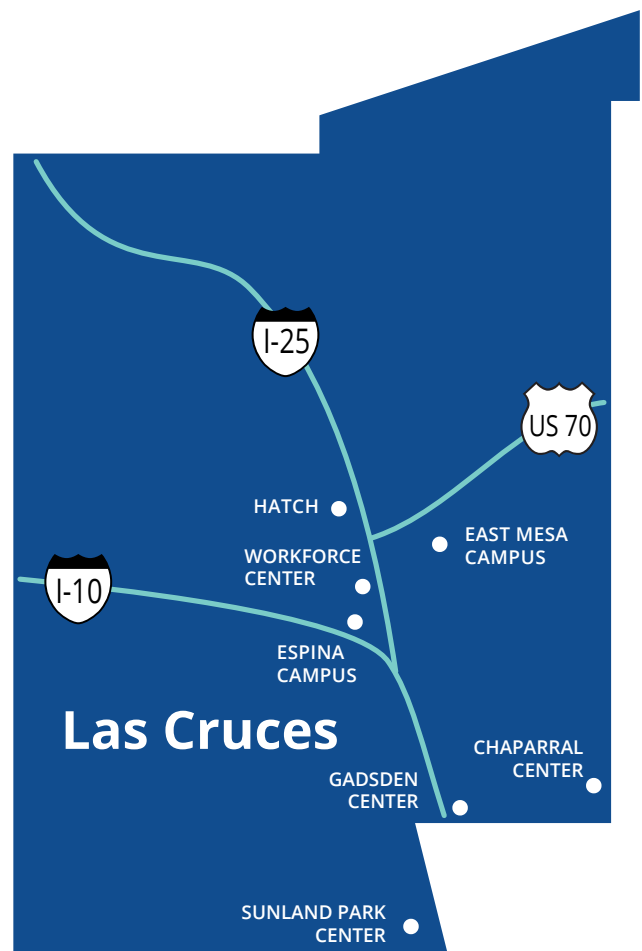 I-25
US 70
HATCH
EAST MESA
CAMPUS
WORKFORCE
CENTER
I-10
ESPINA
CAMPUS
Las Cruces
CHAPARRAL
CENTER
GADSDEN
CENTER
SUNLAND PARK
CENTER